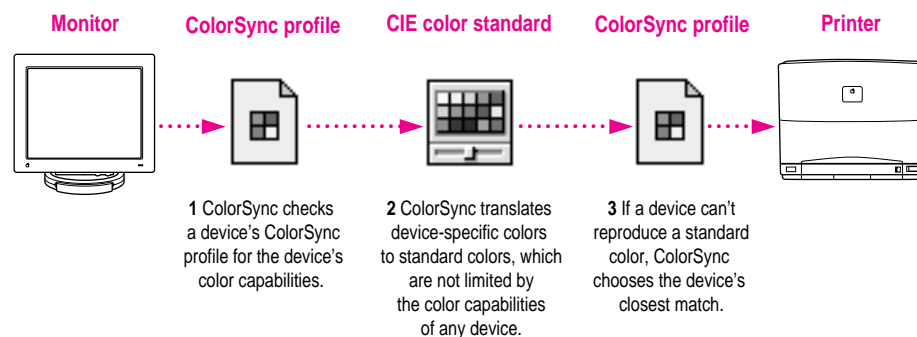 Monitor
ColorSync profile
CIE color standard
ColorSync profile
Printer
1 ColorSync checks
a device’s ColorSync
profile for the device’s
color capabilities.
2 ColorSync translates
device-specific colors
to standard colors, which
are not limited by
the color capabilities
of any device.
3 If a device can’t
reproduce a standard
color, ColorSync
chooses the device’s
closest match.